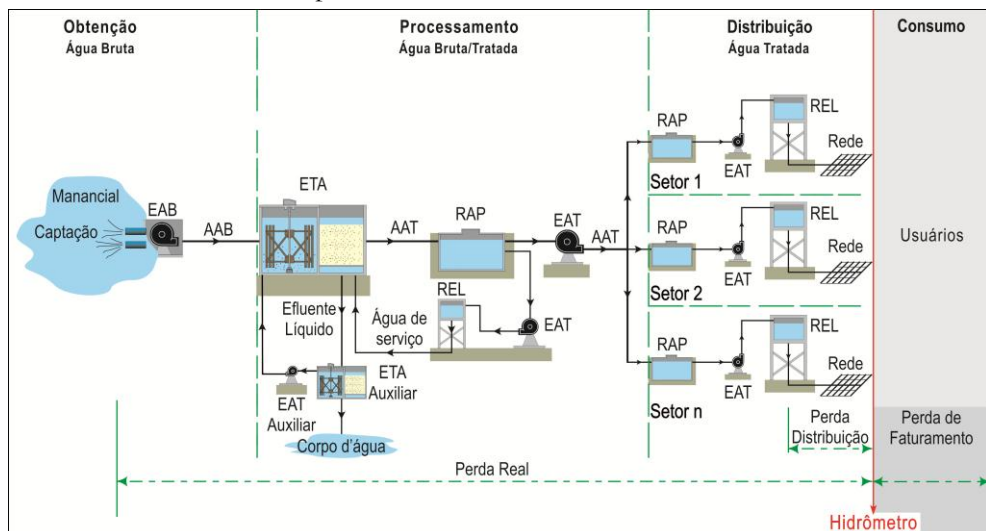 Obtenção
Água Bruta
Processamento
Água Bruta/Tratada
Distribuição
Água Tratada
Consumo
Manancial
Captação
EAB
AAB
ETA
AAT
RAP
EAT
AAT
REL
EAT
Água de
serviço
Efluente
Líquido
ETA
Auxiliar
EAT
Auxiliar
Corpo d'água
RAP
EAT
REL
Rede
Setor 1
RAP
EAT
REL
Rede
Setor 2
RAP
EAT
REL
Rede
Setor n
Usuários
Perda
Distribuição
Perda de
Faturamento
Perda Real
Hidrômetro